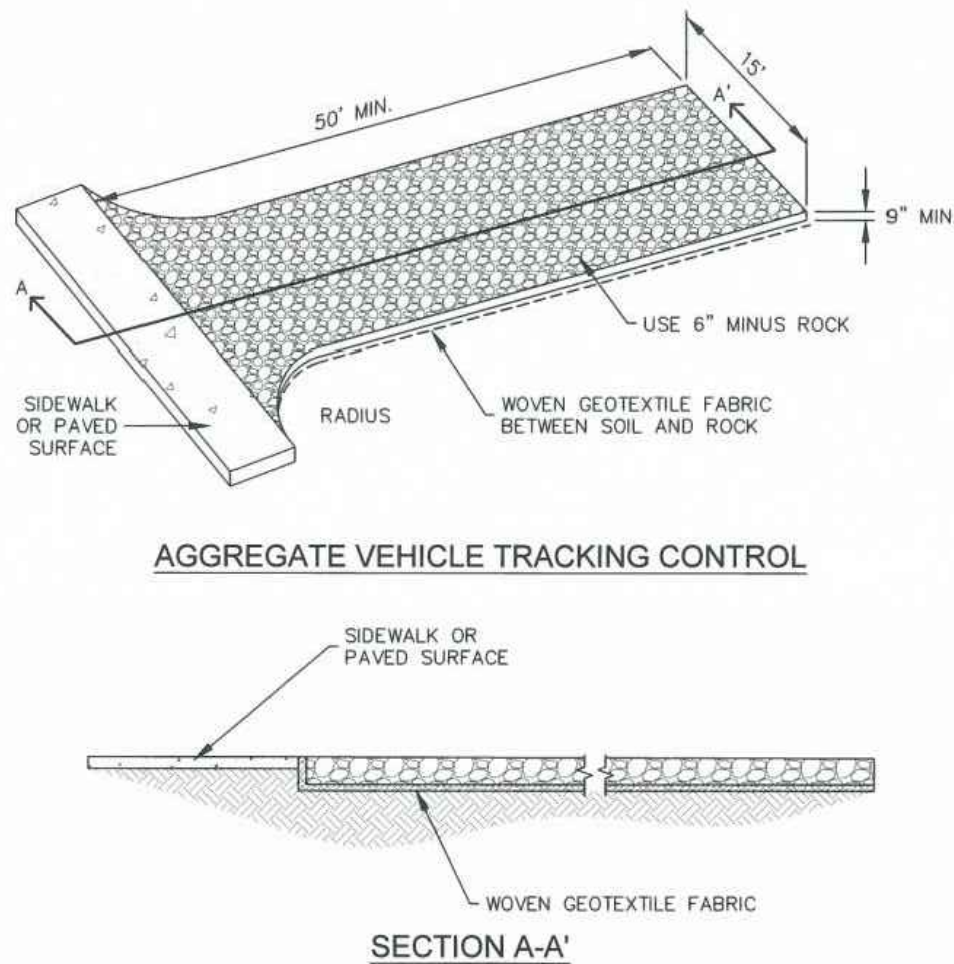 50' MIN.
15'
A'
9" MIN
A
USE 6" MINUS ROCK
SIDEWALK
OR PAVED
SURFACE
RADIUS
WOVEN GEOTEXTILE FABRIC
BETWEEN SOIL AND ROCK
AGGREGATE VEHICLE TRACKING CONTROL
SIDEWALK OR
PAVED SURFACE
WOVEN GEOTEXTILE FABRIC
SECTION A-A'